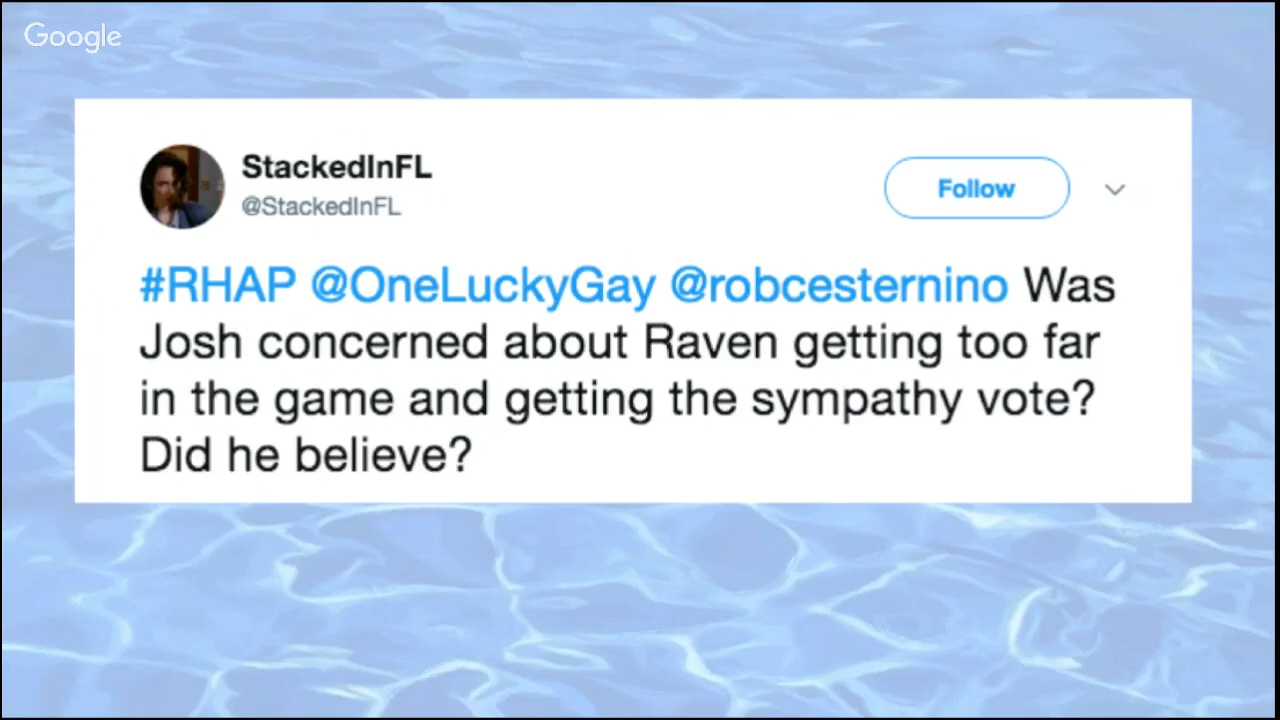 Google
StackedInFL
@StackedInFL
Follow
#RHAP @OneLuckyGay @robcesternino Was
Josh concerned about Raven getting too far
in the game and getting the sympathy vote?
Did he believe?